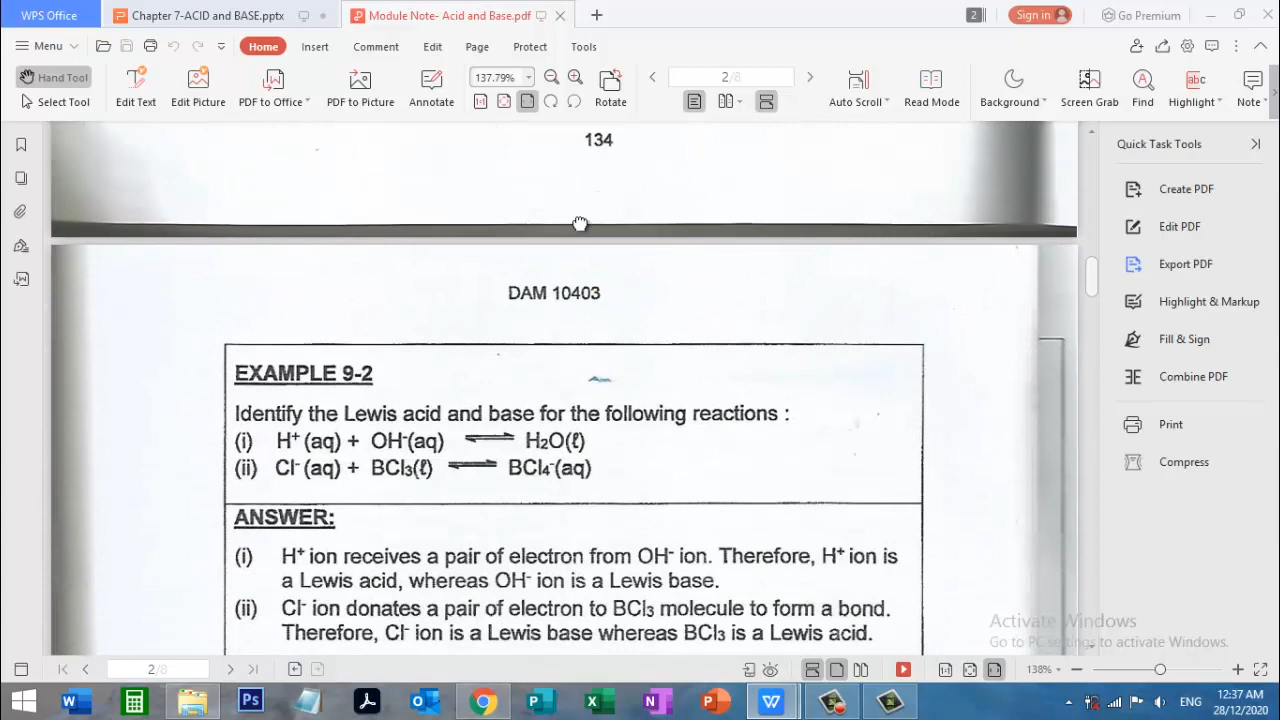 WPS Office Chapter 7-ACID and BASE.pptx Module Note- Acid and Base.pdf 2 Sign in Go Premium
Menu Home Insert Comment Edit Page Protect Tools
Hand Tool 137.79% 2/8
Select Tool Edit Text Edit Picture PDF to Office PDF to Picture Annotate Rotate Auto Scroll Read Mode Background Screen Grab Find Highlight Note
134
DAM 10403
EXAMPLE 9-2
Identify the Lewis acid and base for the following reactions :
(i) H⁺ (aq) + OH⁻(aq) ⇌ H₂O(ℓ)
(ii) Cl⁻ (aq) + BCl₃(ℓ) ⇌ BCl₄⁻(aq)
ANSWER:
(i) H⁺ ion receives a pair of electron from OH⁻ ion. Therefore, H⁺ ion is
a Lewis acid, whereas OH⁻ ion is a Lewis base.
(ii) Cl⁻ ion donates a pair of electron to BCl₃ molecule to form a bond.
Therefore, Cl⁻ ion is a Lewis base whereas BCl₃ is a Lewis acid.
Quick Task Tools
Create PDF
Edit PDF
Export PDF
Highlight & Markup
Fill & Sign
Combine PDF
Print
Compress
Activate Windows
Go to PC settings to activate Windows.
2/8 138%
ENG 12:37 AM
28/12/2020